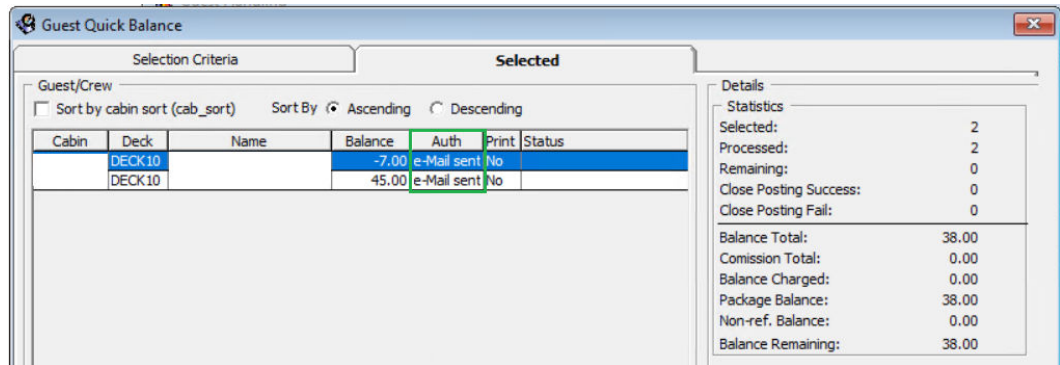 Guest Quick Balance
Selection Criteria Selected
Guest/Crew
Sort by cabin sort (cab_sort) Sort By Ascending Descending
Cabin Deck Name Balance Auth Print Status
DECK10 -7.00 e-Mail sent No
DECK10 45.00 e-Mail sent No
Details
Statistics
Selected: 2
Processed: 2
Remaining: 0
Close Posting Success: 0
Close Posting Fail: 0
Balance Total: 38.00
Comission Total: 0.00
Balance Charged: 0.00
Package Balance: 38.00
Non-ref. Balance: 0.00
Balance Remaining: 38.00